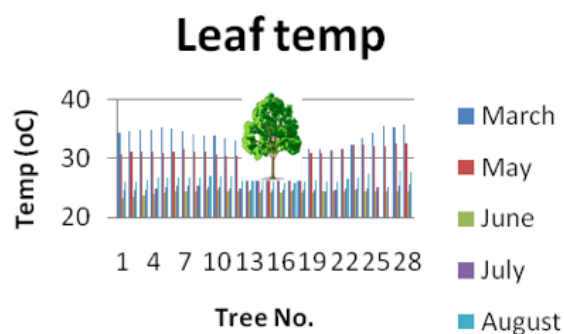 Leaf temp
40
30
20
Temp (oC)
1 4 7 10 13 16 19 22 25 28
Tree No.
March
May
June
July
August